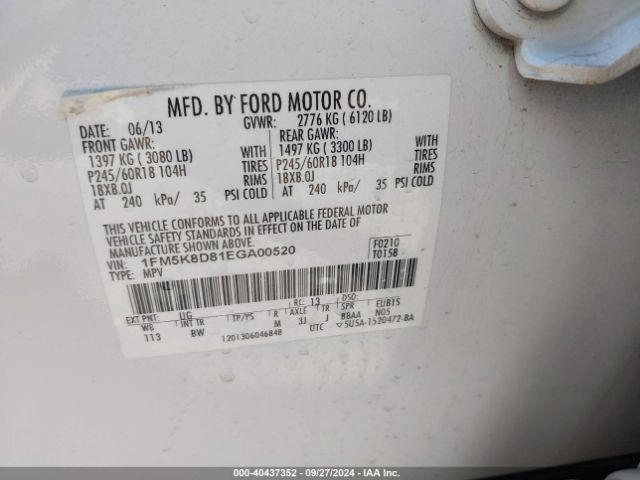 MFD. BY FORD MOTOR CO.
DATE: 06/13 GVWR: 2776 KG ( 6120 LB)
FRONT GAWR: REAR GAWR:
1397 KG ( 3080 LB) WITH 1497 KG ( 3300 LB) WITH
P245/60R18 104H TIRES P245/60R18 104H TIRES
18X8.0J RIMS 18X8.0J RIMS
AT 240 kPa/ 35 PSI COLD AT 240 kPa/ 35 PSI COLD
THIS VEHICLE CONFORMS TO ALL APPLICABLE FEDERAL MOTOR
VEHICLE SAFETY STANDARDS IN EFFECT ON THE DATE OF
MANUFACTURE SHOWN ABOVE.
VIN: 1FM5K8D81EGA00520 F0210
TYPE: MPV T0158
EXT PNT: UG RC: 13 DSO:
WB INT TR TP/PS R AXLE TR SPR EUBTS
113 BW M 3J J BBAA N05
1201306046848 UTC ▽5U5A-1520472-BA
000-40437352 - 09/27/2024 - IAA Inc.